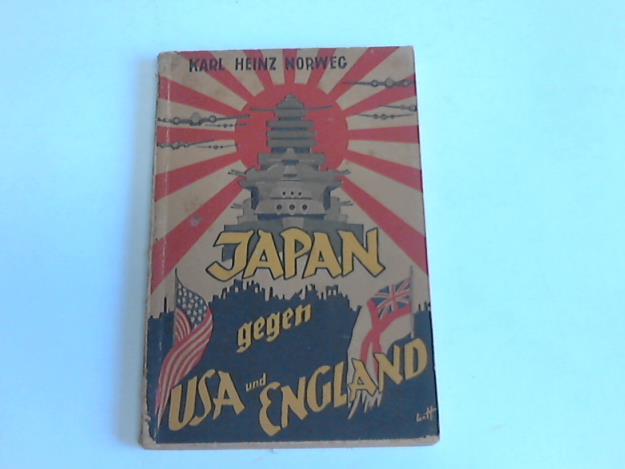 KARL HEINZ NORWEG
JAPAN
gegen
USA und ENGLAND